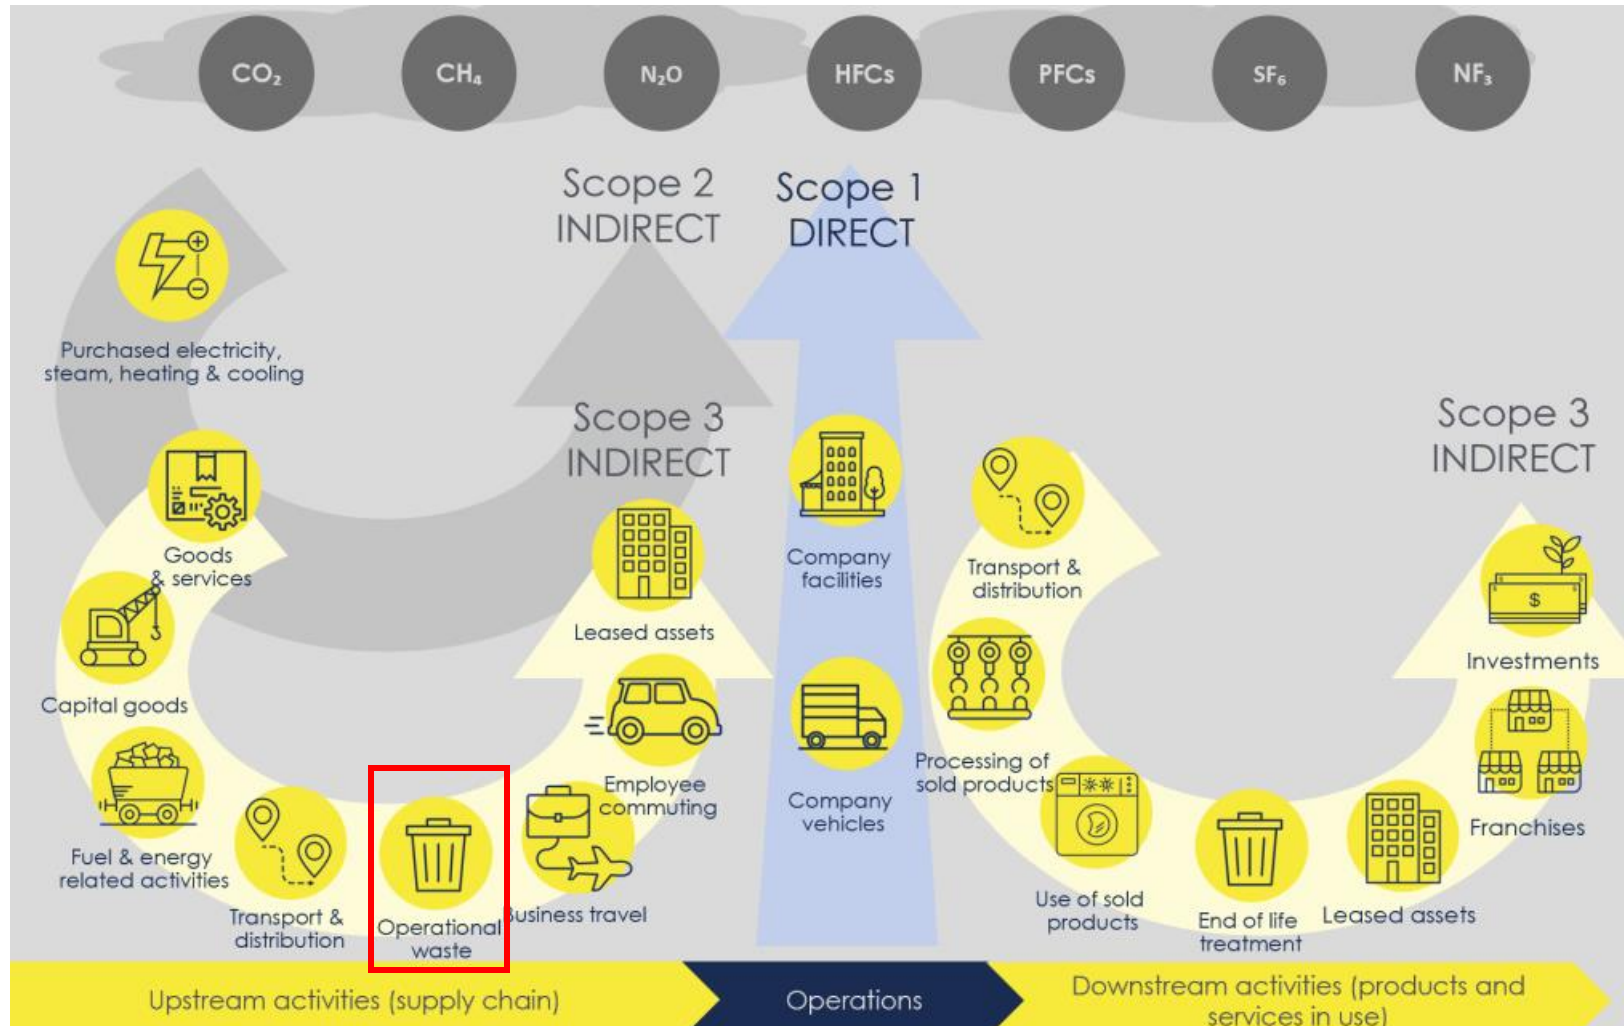 CO₂
CH₄
N₂O
HFCs
PFCs
SF₆
NF₃
Scope 2
INDIRECT
Scope 1
DIRECT
Purchased electricity,
steam, heating & cooling
Scope 3
INDIRECT
Scope 3
INDIRECT
Goods
& services
Capital goods
Fuel & energy
related activities
Transport &
distribution
Operational
waste
Business travel
Employee
commuting
Leased assets
Company
facilities
Company
vehicles
Transport &
distribution
Processing of
sold products
Use of sold
products
End of life
treatment
Leased assets
Franchises
$
Investments
Upstream activities (supply chain)
Operations
Downstream activities (products and
services in use)